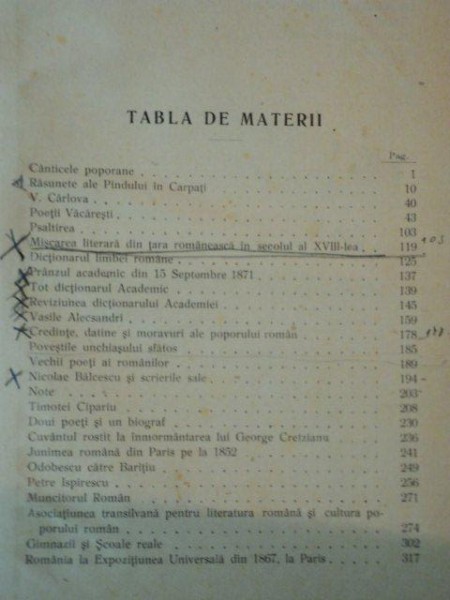 TABLA DE MATERII
Pag.
Cânticele poporane 1
Răsunete ale Pindului în Carpați 10
V. Cârlova 40
Poeții Văcărești 43
Psaltirea 103
Mișcarea literară din țara românească în secolul al XVIII-lea 119 103
Dicționarul limbei române 125
Prânzul academic din 15 Septembre 1871 137
Tot dicționarul Academic 139
Reviziunea dicționarului Academiei 145
Vasile Alecsandri 159
Credințe, datine și moravuri ale poporului român 178
Poveștile unchiașului sfătos 185
Vechii poeți ai românilor 189
Nicolae Bălcescu și scrierile sale 194
Note 203
Timotei Cipariu 208
Doui poeți și un biograf 230
Cuvântul rostit la înmormântarea lui George Cretzianu 236
Junimea română din Paris pe la 1852 241
Odobescu către Barițiu 249
Petre Ispirescu 256
Muncitorul Român 271
Asociațiunea transilvană pentru literatura română și cultura po-
porului român 274
Gimnazii și Școale reale 302
România la Expozițiunea Universală din 1867, la Paris 317